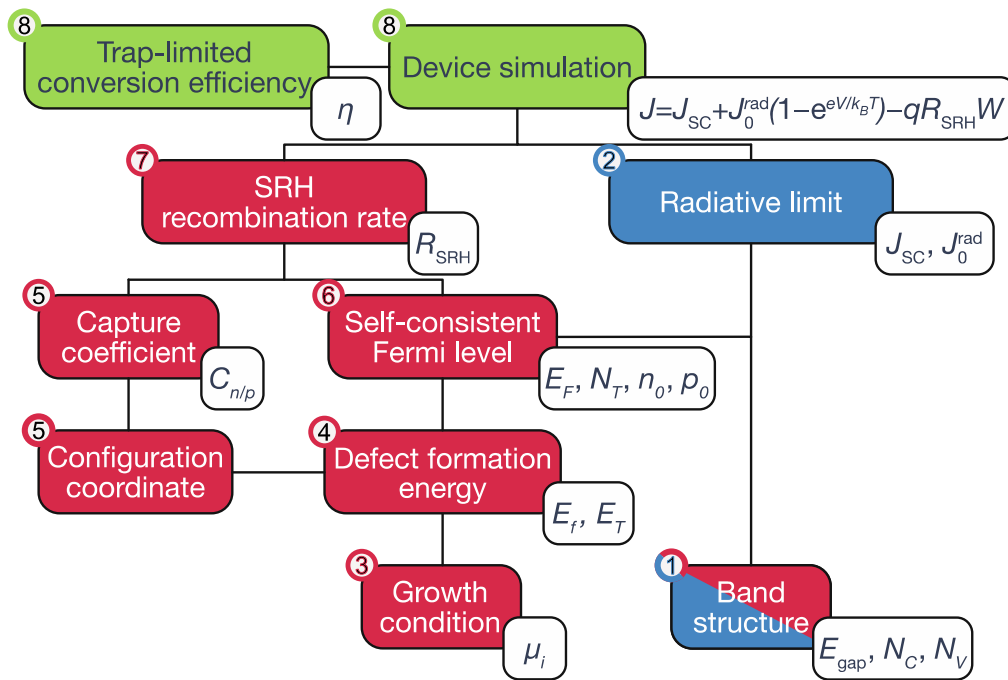 8
Trap-limited
conversion efficiency
η
8
Device simulation
J=J_SC+J_0^rad(1−e^eV/k_BT)−qR_SRHW
7
SRH
recombination rate
R_SRH
2
Radiative limit
J_SC, J_0^rad
5
Capture
coefficient
C_n/p
6
Self-consistent
Fermi level
E_F, N_T, n_0, p_0
5
Configuration
coordinate
4
Defect formation
energy
E_f, E_T
3
Growth
condition
μ_i
1
Band
structure
E_gap, N_C, N_V